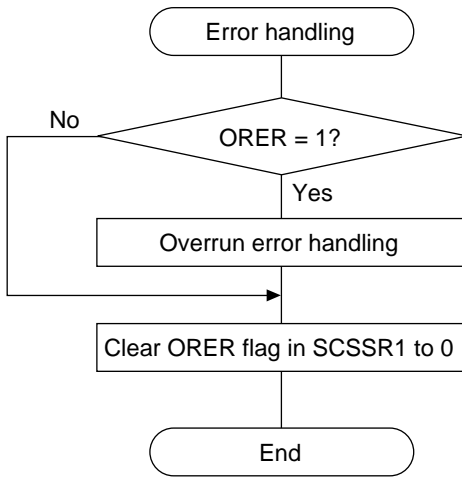 Error handling
No
ORER = 1?
Yes
Overrun error handling
Clear ORER flag in SCSSR1 to 0
End